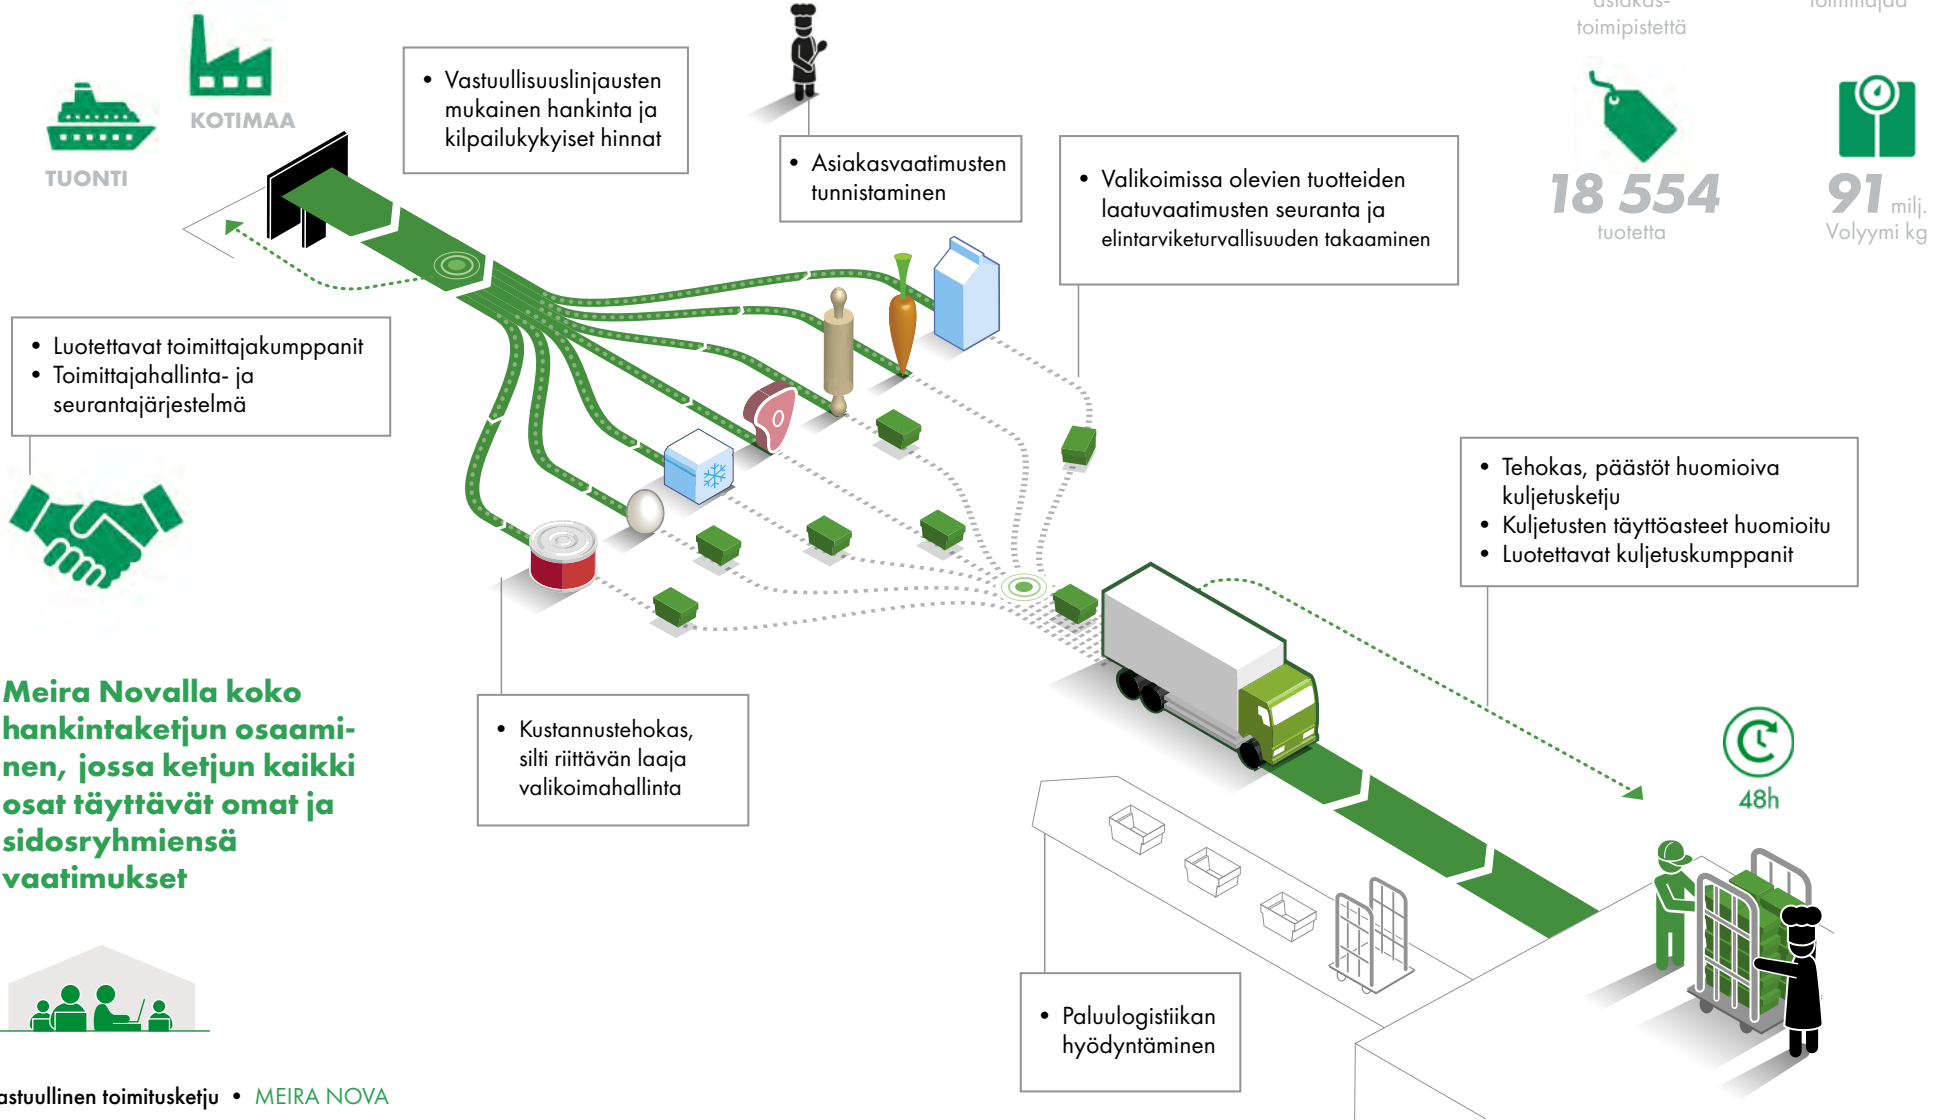 asiakas-
toimipistettä
toimittajaa
KOTIMAA
TUONTI
• Vastuullisuuslinjausten
mukainen hankinta ja
kilpailukykyiset hinnat
• Asiakasvaatimusten
tunnistaminen
• Valikoimissa olevien tuotteiden
laatuvaatimusten seuranta ja
elintarviketurvallisuuden takaaminen
18 554
tuotetta
91 milj.
Volyymi kg
• Luotettavat toimittajakumppanit
• Toimittajahallinta- ja
seurantajärjestelmä
• Tehokas, päästöt huomioiva
kuljetusketju
• Kuljetusten täyttöasteet huomioitu
• Luotettavat kuljetuskumppanit
Meira Novalla koko
hankintaketjun osaami-
nen, jossa ketjun kaikki
osat täyttävät omat ja
sidosryhmiensä
vaatimukset
• Kustannustehokas,
silti riittävän laaja
valikoimahallinta
48h
• Paluulogistiikan
hyödyntäminen
astuullinen toimitusketju • MEIRA NOVA